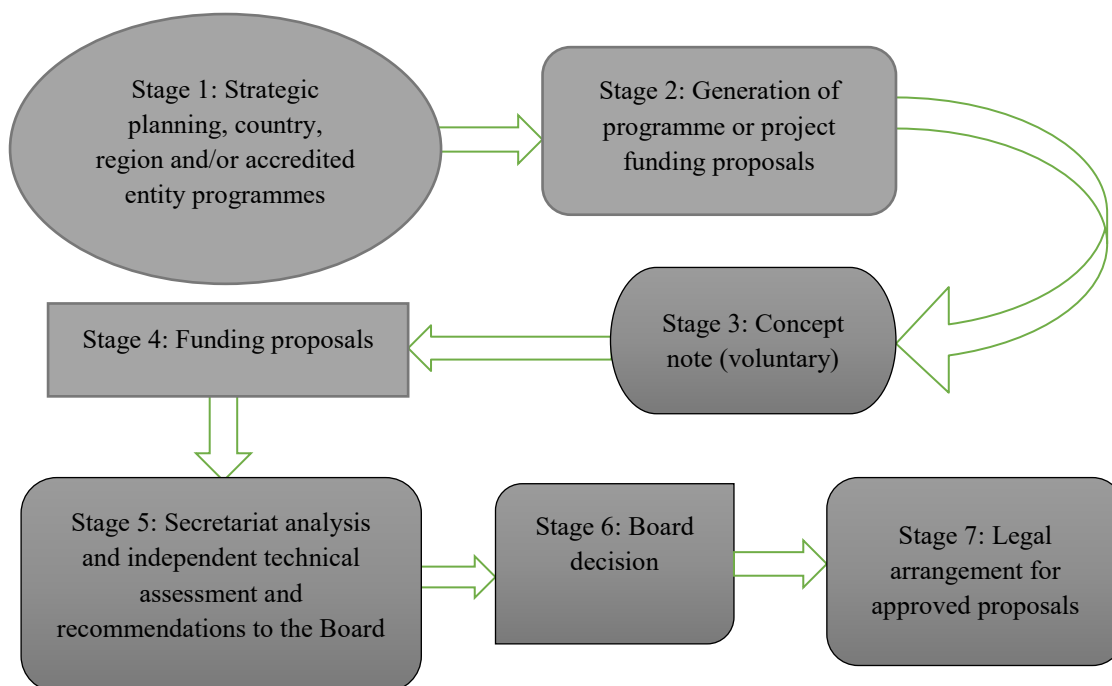 Stage 1: Strategic
planning, country,
region and/or accredited
entity programmes
Stage 2: Generation of
programme or project
funding proposals
Stage 3: Concept
note (voluntary)
Stage 4: Funding proposals
Stage 5: Secretariat analysis
and independent technical
assessment and
recommendations to the Board
Stage 6: Board
decision
Stage 7: Legal
arrangement for
approved proposals